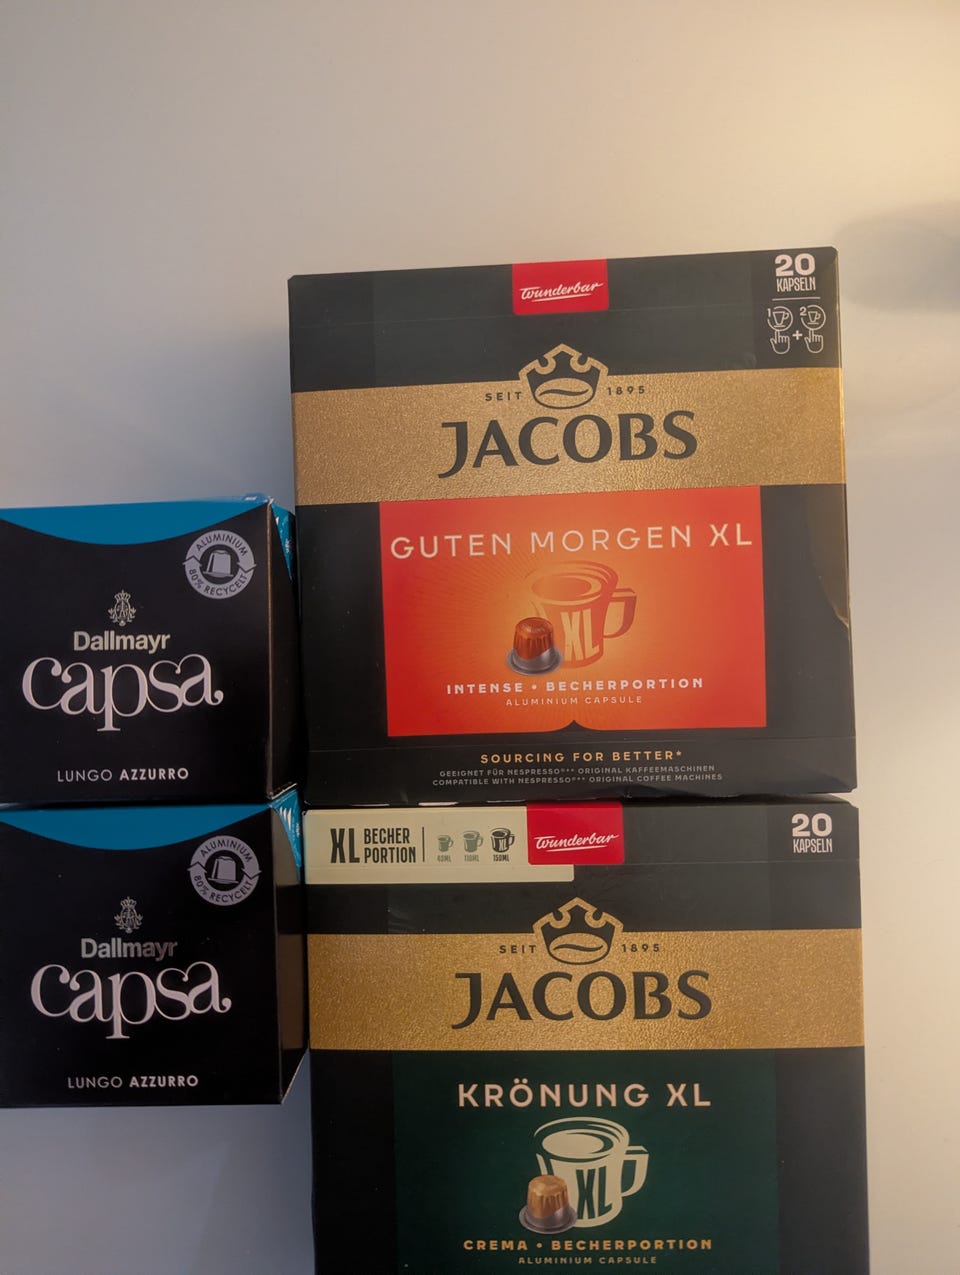 Wunderbar
20
KAPSELN
1 2
+
SEIT 1895
JACOBS
GUTEN MORGEN XL
XL
INTENSE • BECHERPORTION
ALUMINIUM CAPSULE
SOURCING FOR BETTER*
GEEIGNET FÜR NESPRESSO®** ORIGINAL KAFFEEMASCHINEN
COMPATIBLE WITH NESPRESSO®** ORIGINAL COFFEE MACHINES
ALUMINIUM
80% RECYCELT
Dallmayr
capsa
LUNGO AZZURRO
ALUMINIUM
80% RECYCELT
Dallmayr
capsa
LUNGO AZZURRO
XL BECHER
PORTION
40ML 110ML 150ML
XL
Wunderbar
20
KAPSELN
SEIT 1895
JACOBS
KRÖNUNG XL
XL
CREMA • BECHERPORTION
ALUMINIUM CAPSULE